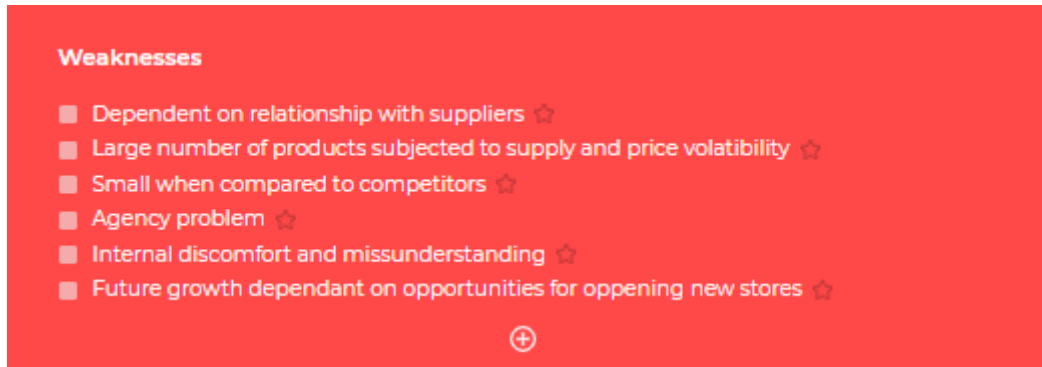 Weaknesses
Dependent on relationship with suppliers
Large number of products subjected to supply and price volatibility
Small when compared to competitors
Agency problem
Internal discomfort and missunderstanding
Future growth dependant on opportunities for oppening new stores